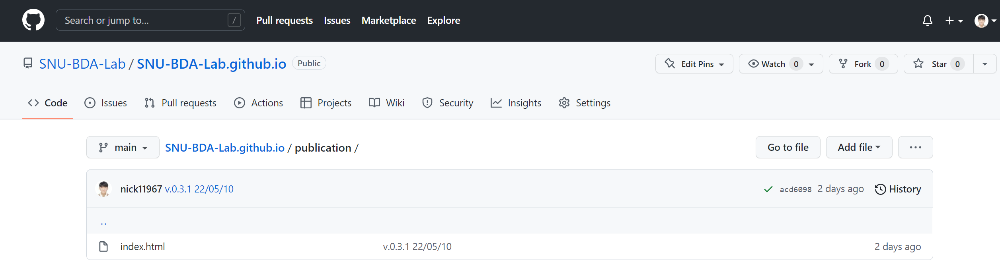 Search or jump to... / Pull requests Issues Marketplace Explore
SNU-BDA-Lab / SNU-BDA-Lab.github.io Public Edit Pins Watch 0 Fork 0 Star 0
Code Issues Pull requests Actions Projects Wiki Security Insights Settings
main SNU-BDA-Lab.github.io / publication / Go to file Add file ...
nick11967 v.0.3.1 22/05/10 acd6098 2 days ago History
..
index.html v.0.3.1 22/05/10 2 days ago